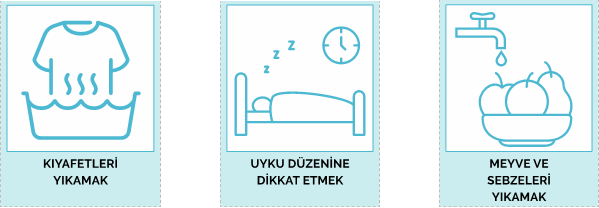 z z z
KIYAFETLERİ
YIKAMAK
UYKU DÜZENİNE
DİKKAT ETMEK
MEYVE VE
SEBZELERİ
YIKAMAK